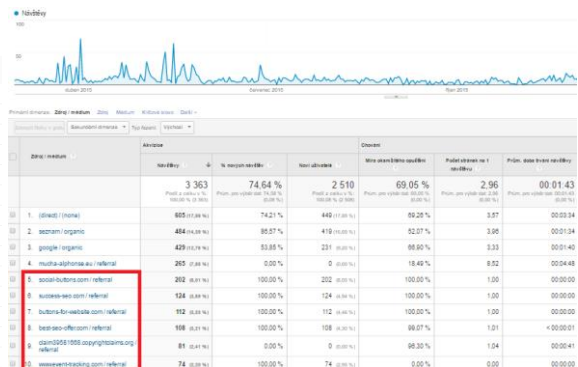 Návštěvy
100
50
duben 2015
červenec 2015
říjen 2015
Primární dimenze: Zdroj / médium Zdroj Médium Klíčové slovo Další
Sekundární dimenze Typ řazení: Výchozí
Zdroj / médium
Akvizice
Chování
Návštěvy
% nových návštěv
Noví uživatelé
Míra okamžitého opuštění
Počet stránek na 1 návštěvu
Prům. doba trvání návštěvy
3 363
74,64 %
2 510
69,05 %
2,96
00:01:43
1. (direct) / (none) 605 74,21 % 449 69,26 % 3,57 00:03:34
2. seznam / organic 484 86,57 % 419 52,07 % 3,96 00:01:34
3. google / organic 429 53,85 % 231 66,90 % 3,33 00:01:40
4. mucha-alphonse.eu / referral 265 0,00 % 0 18,49 % 8,52 00:04:48
5. social-buttons.com / referral 202 100,00 % 202 100,00 % 1,00 00:00:00
6. success-seo.com / referral 124 100,00 % 124 100,00 % 1,00 00:00:00
7. buttons-for-website.com / referral 112 100,00 % 112 100,00 % 1,00 00:00:00
8. best-seo-offer.com / referral 108 100,00 % 108 99,07 % 1,01 < 00:00:01
9. 81 0,00 % 0 96,30 % 1,04 00:00:41
referral
10. www.event-tracking.com / referral 74 100,00 % 74 0,00 % 0,00 00:00:00